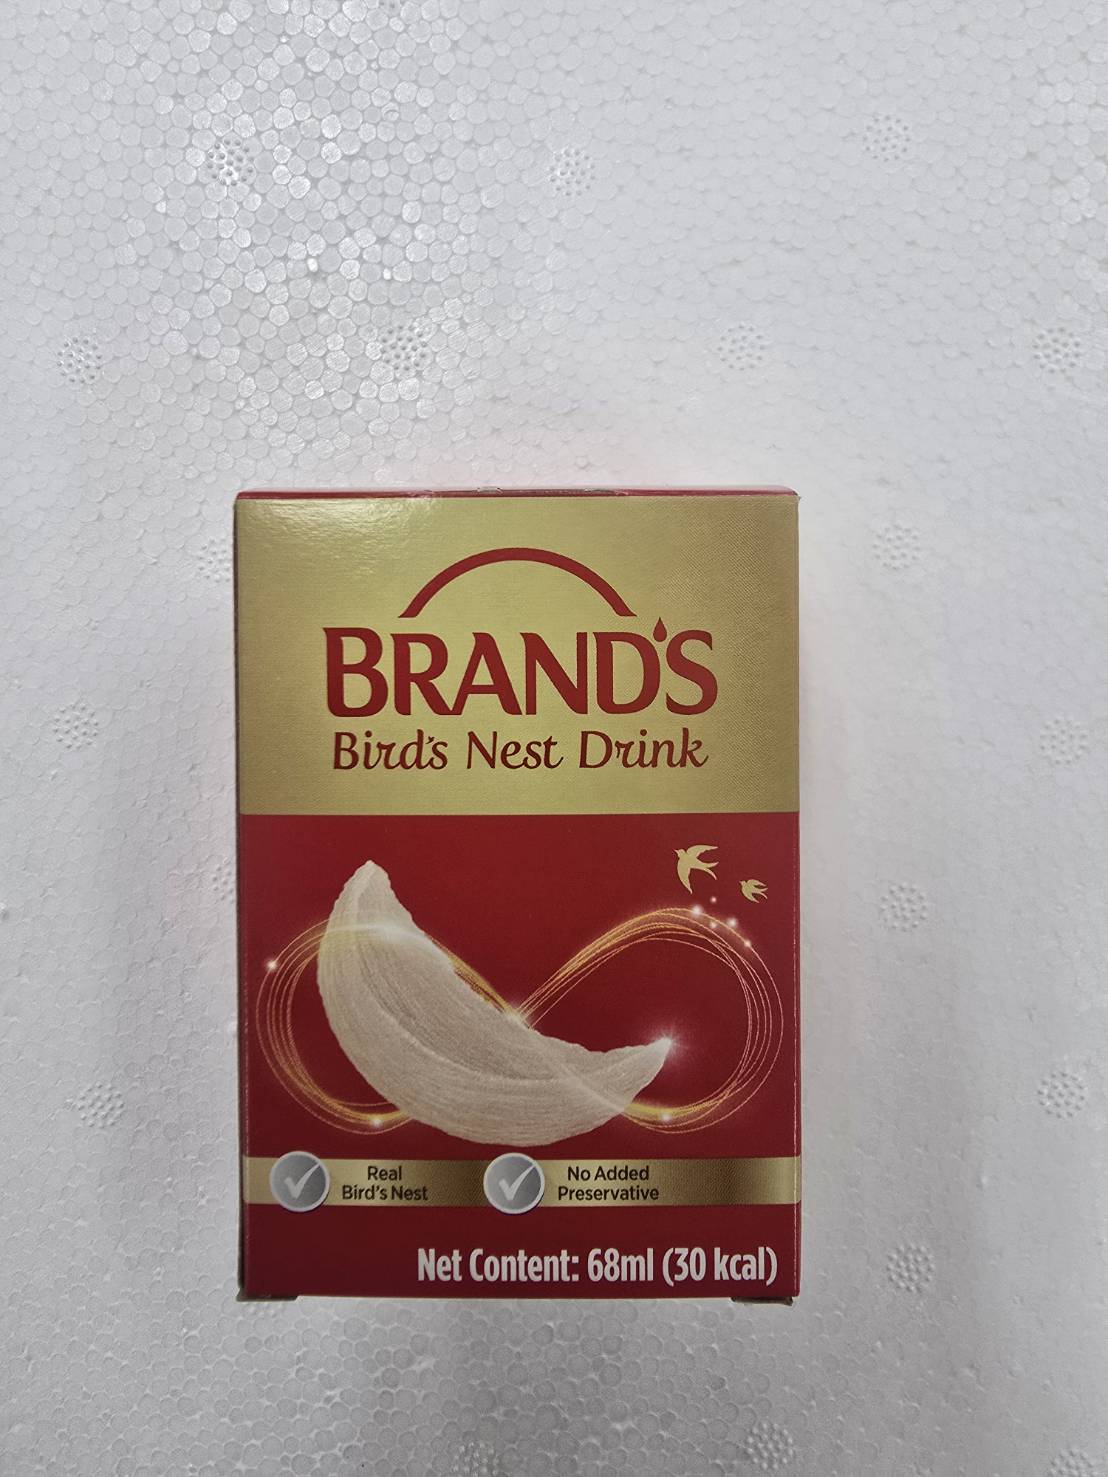 BRAND'S
Bird's Nest Drink
Real
Bird's Nest
No Added
Preservative
Net Content: 68ml (30 kcal)